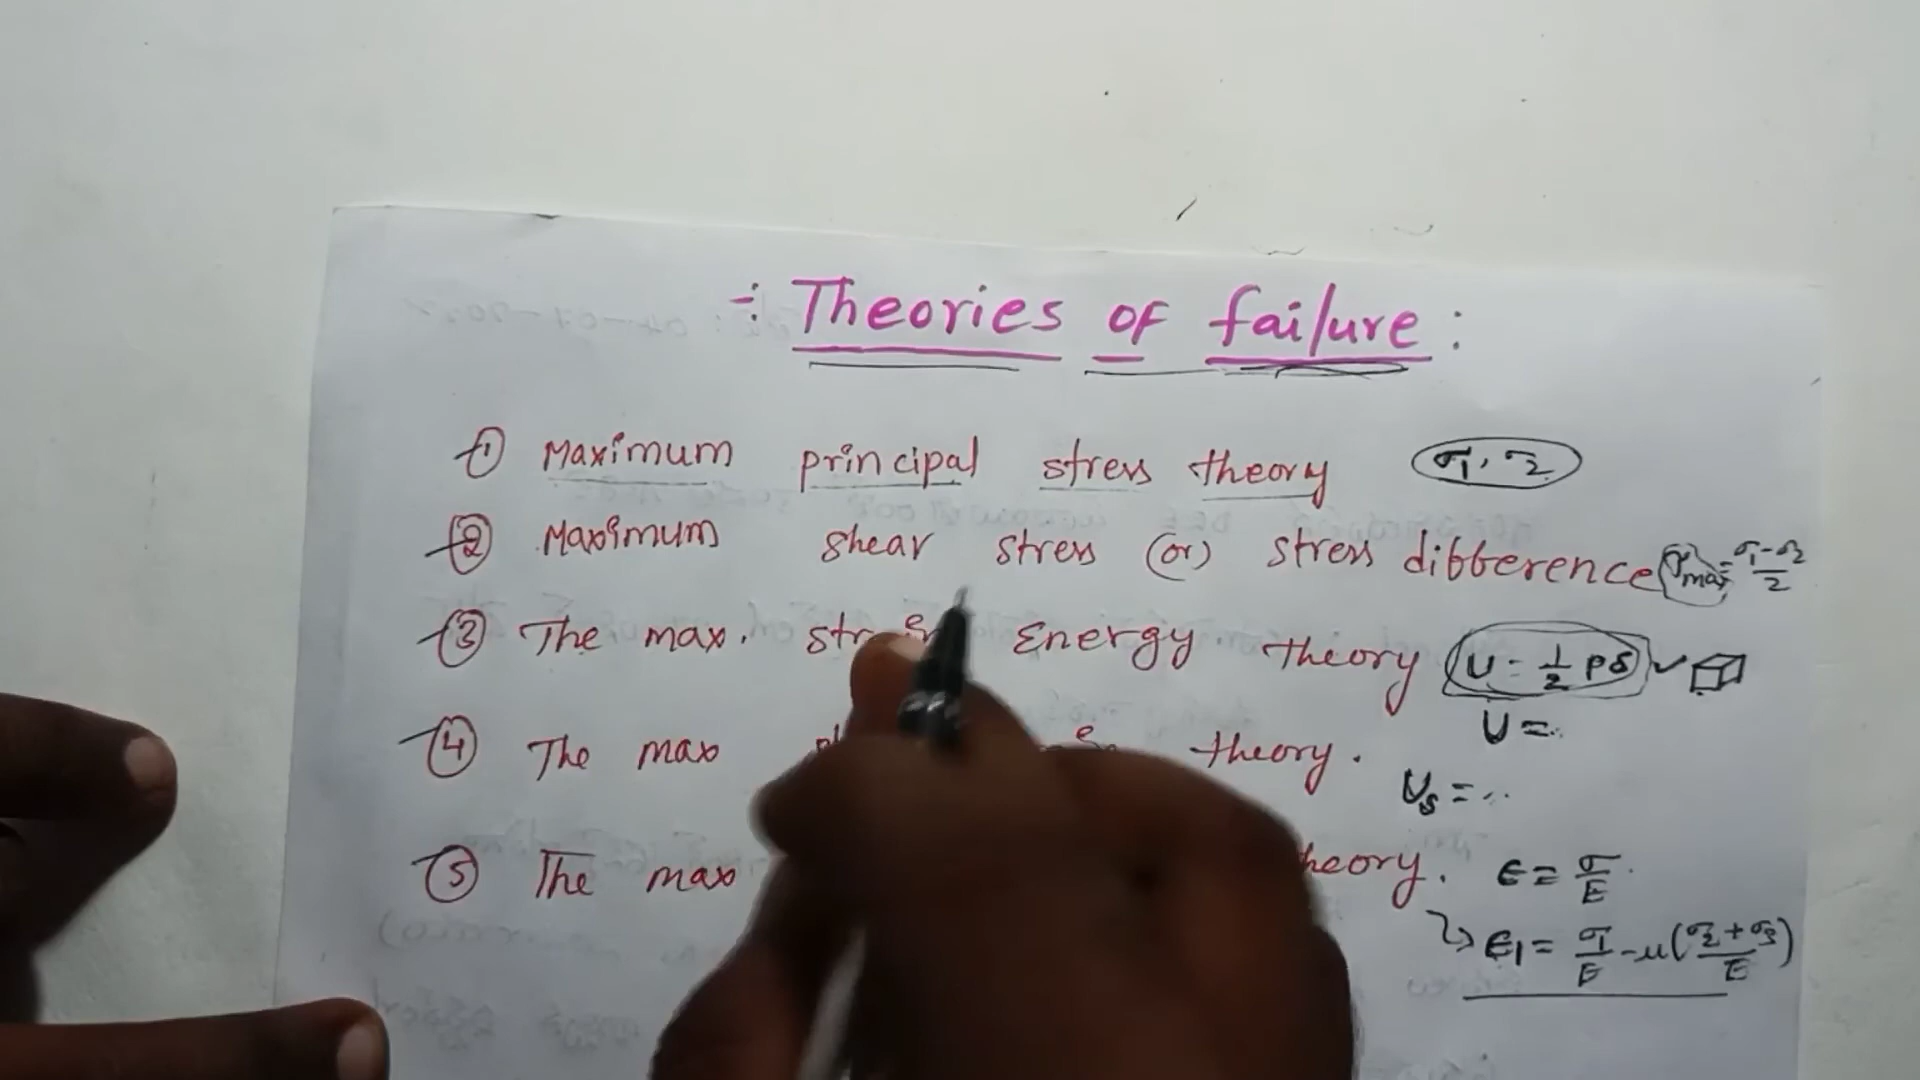 -: Theories of failure :
① Maximum principal stress theory σ1, σ2
② Maximum shear stress (or) stress difference τmax = σ1-σ2/2
③ The max. Energy theory U = 1/2 Pδ
U = ..
④ The max theory.
Us = ...
⑤ The max theory. ϵ = σ/E
ϵ1 = σ1/E - μ(σ2+σ3/E)